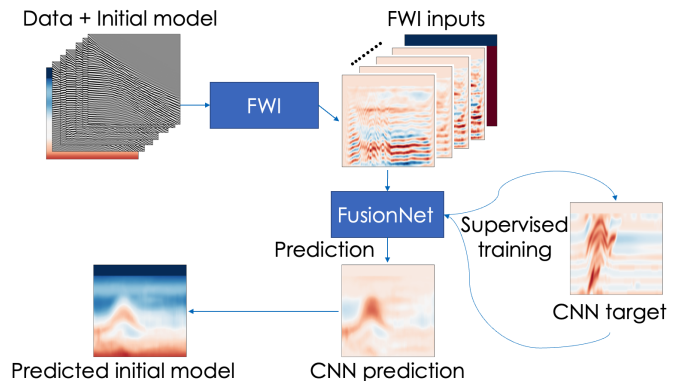 Data + Initial model
FWI inputs
FWI
FusionNet
Supervised
training
Prediction
CNN target
Predicted initial model
CNN prediction